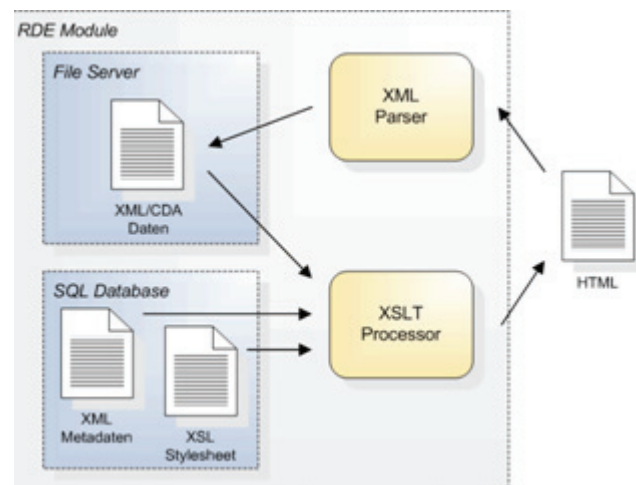 RDE Module
File Server
XML/CDA
Daten
XML
Parser
HTML
SQL Database
XML
Metadaten
XSL
Stylesheet
XSLT
Processor